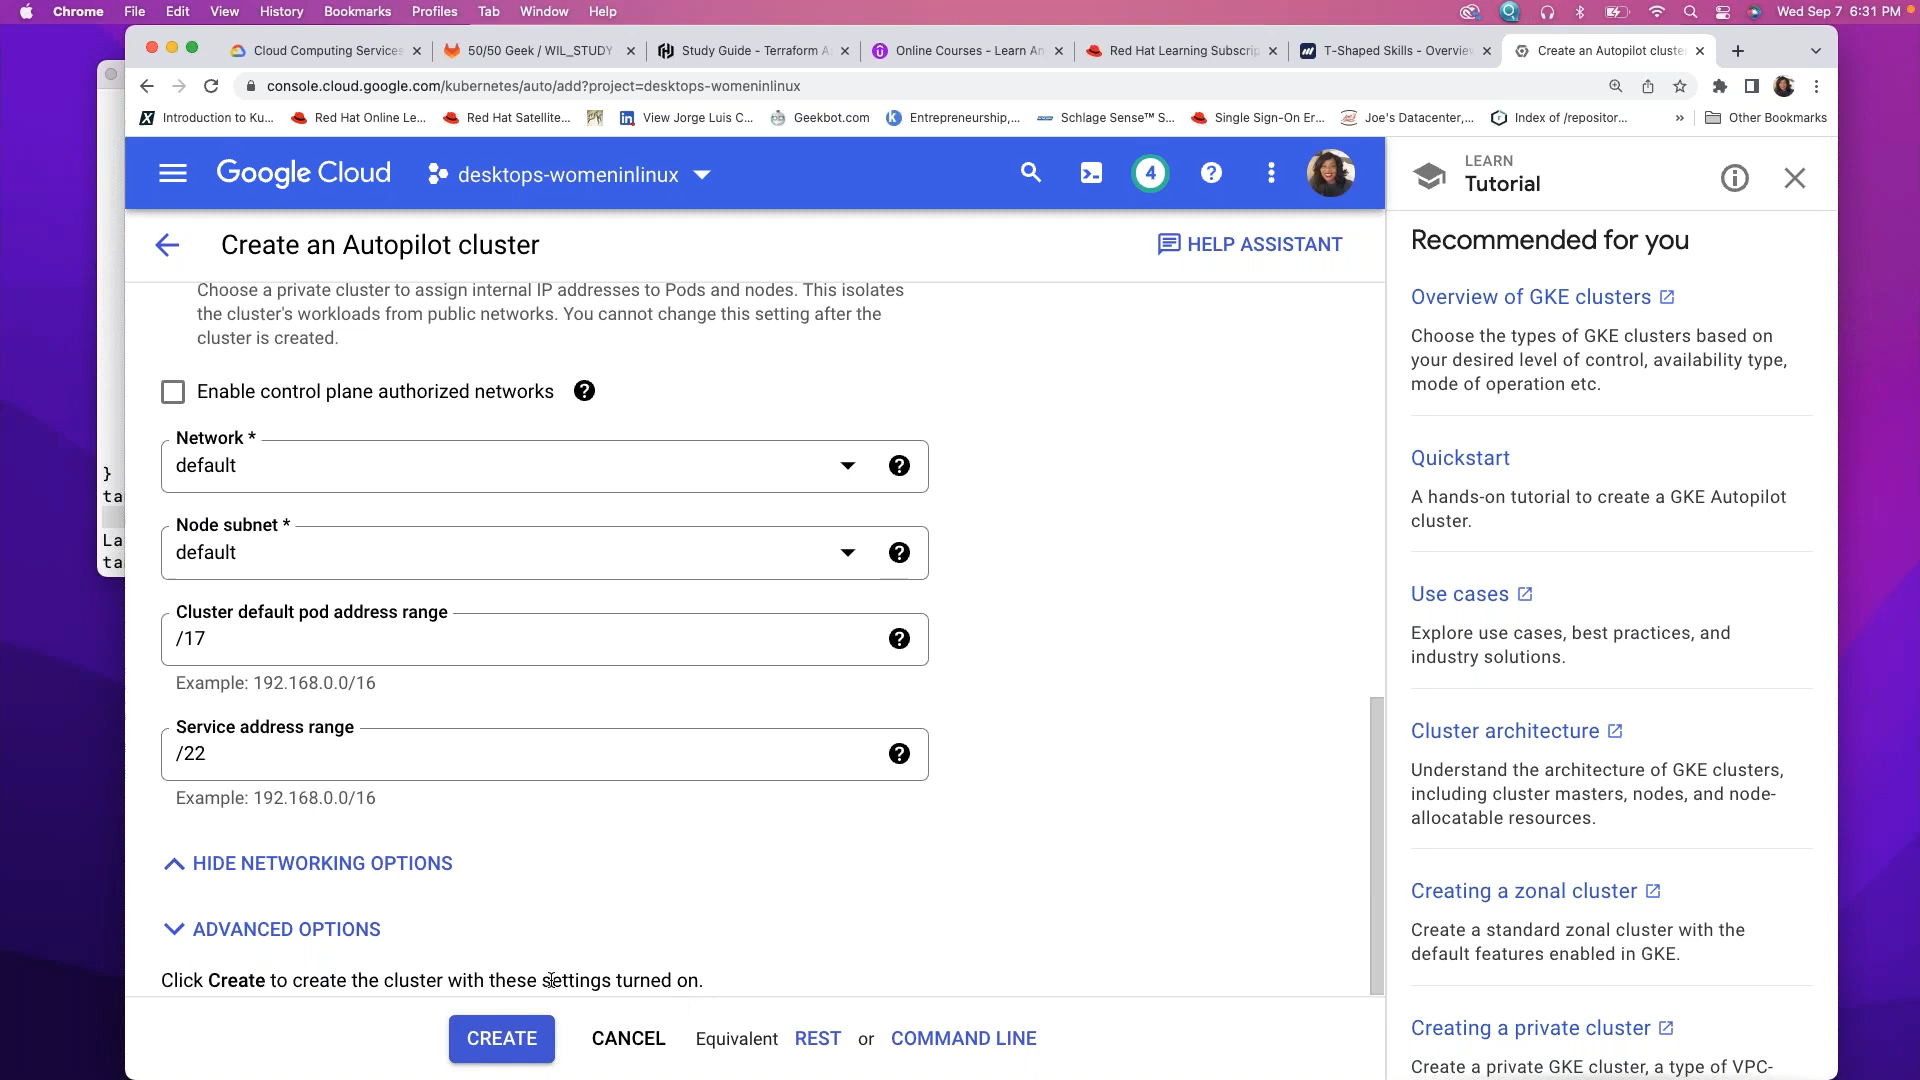 Chrome File Edit View History Bookmarks Profiles Tab Window Help Wed Sep 7 6:31 PM
Cloud Computing Services 50/50 Geek / WIL_STUDY Study Guide - Terraform A Online Courses - Learn An Red Hat Learning Subscrip T-Shaped Skills - Overview Create an Autopilot cluster
console.cloud.google.com/kubernetes/auto/add?project=desktops-womeninlinux
Introduction to Ku... Red Hat Online Le... Red Hat Satellite... View Jorge Luis C... Geekbot.com Entrepreneurship,... Schlage Sense™ S... Single Sign-On Er... Joe's Datacenter,... Index of /repositor... » Other Bookmarks
Google Cloud desktops-womeninlinux 4
LEARN
Tutorial
Create an Autopilot cluster HELP ASSISTANT
Choose a private cluster to assign internal IP addresses to Pods and nodes. This isolates
the cluster's workloads from public networks. You cannot change this setting after the
cluster is created.
Enable control plane authorized networks
Network *
default
Node subnet *
default
Cluster default pod address range
/17
Example: 192.168.0.0/16
Service address range
/22
Example: 192.168.0.0/16
HIDE NETWORKING OPTIONS
ADVANCED OPTIONS
Click Create to create the cluster with these settings turned on.
CREATE CANCEL Equivalent REST or COMMAND LINE
Recommended for you
Overview of GKE clusters
Choose the types of GKE clusters based on
your desired level of control, availability type,
mode of operation etc.
Quickstart
A hands-on tutorial to create a GKE Autopilot
cluster.
Use cases
Explore use cases, best practices, and
industry solutions.
Cluster architecture
Understand the architecture of GKE clusters,
including cluster masters, nodes, and node-
allocatable resources.
Creating a zonal cluster
Create a standard zonal cluster with the
default features enabled in GKE.
Creating a private cluster
Create a private GKE cluster, a type of VPC-
}
ta
La
ta